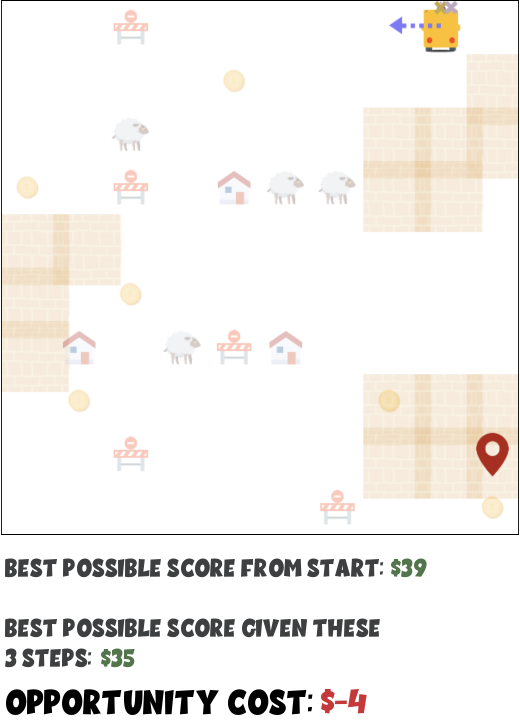 BEST POSSIBLE SCORE FROM START: $39
BEST POSSIBLE SCORE GIVEN THESE
3 STEPS: $35
OPPORTUNITY COST: $-4